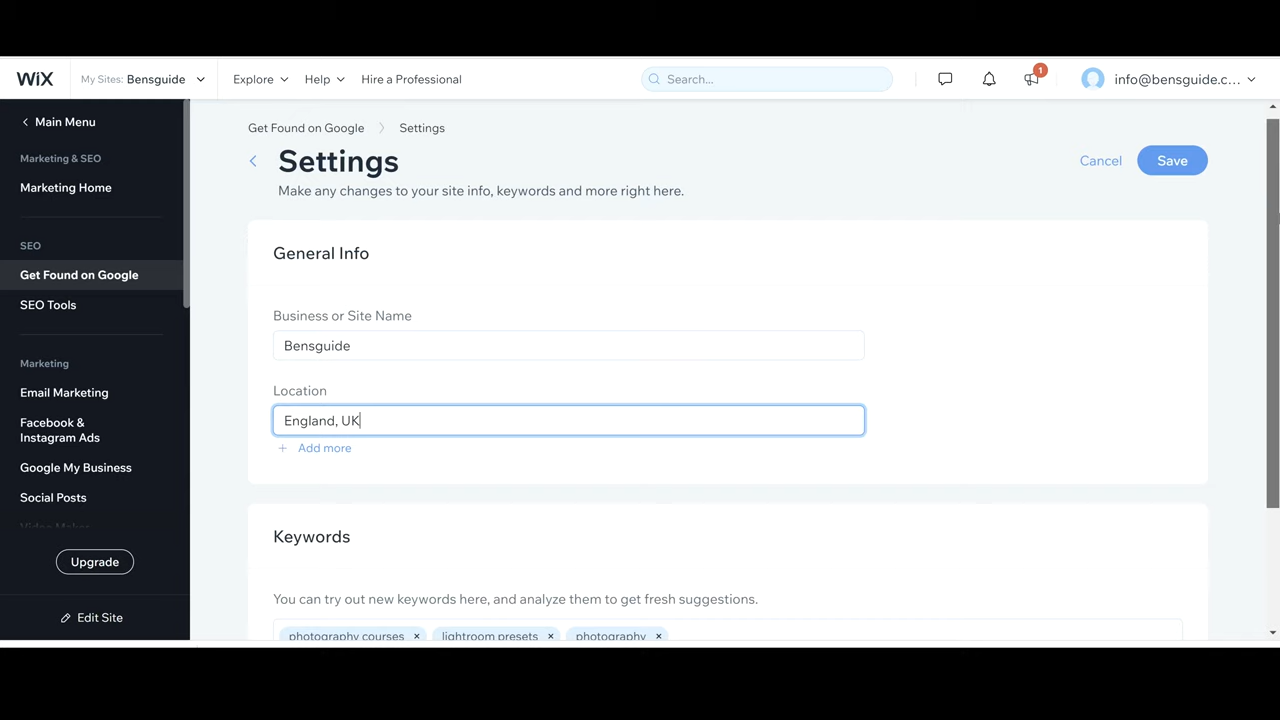 WiX
My Sites: Bensguide
Explore
Help
Hire a Professional
Search...
1
info@bensguide.c...
Main Menu
Marketing & SEO
Marketing Home
SEO
Get Found on Google
SEO Tools
Marketing
Email Marketing
Facebook &
Instagram Ads
Google My Business
Social Posts
Video Maker
Upgrade
Edit Site
Get Found on Google
Settings
Settings
Cancel
Save
Make any changes to your site info, keywords and more right here.
General Info
Business or Site Name
Bensguide
Location
England, UK
+ Add more
Keywords
You can try out new keywords here, and analyze them to get fresh suggestions.
photography courses × lightroom presets × photography ×